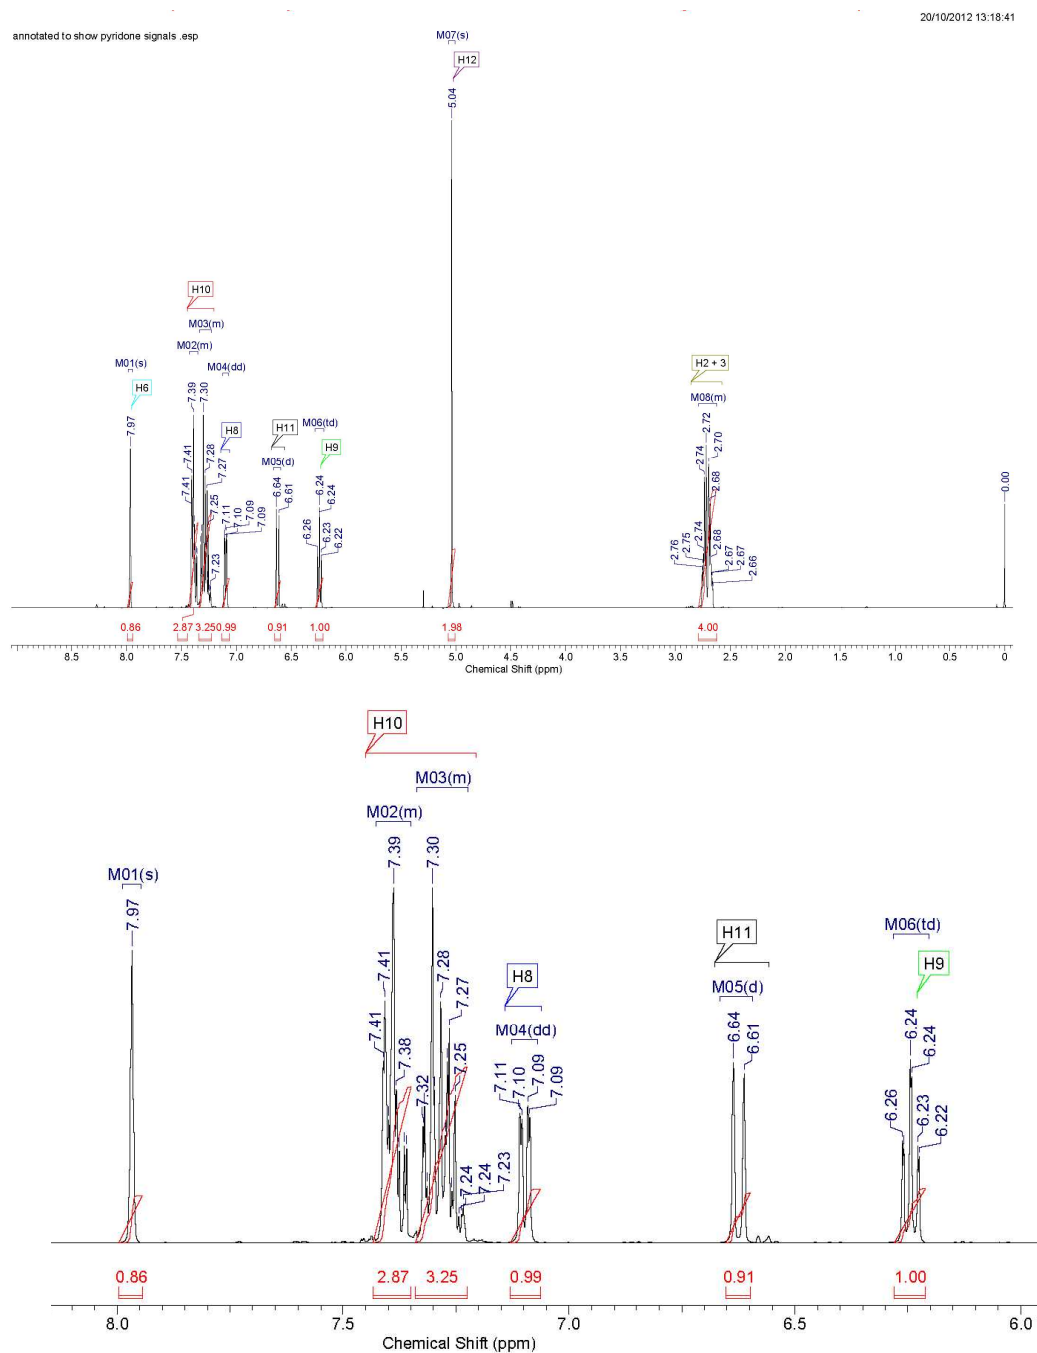 20/10/2012 13:18:41
annotated to show pyridone signals .esp
M07(s)
H12
5.04
H10
M03(m)
M02(m)
M01(s)
M04(dd)
H6
7.97
7.39
7.30
7.41
7.41
7.28
7.27
7.25
7.23
H8
7.11
7.10
7.09
7.09
H11
M05(d)
6.64
6.61
M06(td)
H9
6.26
6.24
6.24
6.23
6.22
H2 + 3
M08(m)
2.76
2.75
2.74
2.74
2.72
2.70
2.68
2.68
2.67
2.67
2.66
0.00
0.86 2.87 3.25 0.99 0.91 1.00 1.98 4.00
8.5 8.0 7.5 7.0 6.5 6.0 5.5 5.0 4.5 4.0 3.5 3.0 2.5 2.0 1.5 1.0 0.5 0
Chemical Shift (ppm)
H10
M03(m)
M02(m)
M01(s)
7.97
7.41
7.41
7.39
7.38
7.32
7.30
7.28
7.27
7.25
7.24
7.24
7.23
H8
M04(dd)
7.11
7.10
7.09
7.09
H11
M05(d)
6.64
6.61
M06(td)
H9
6.26
6.24
6.24
6.23
6.22
0.86 2.87 3.25 0.99 0.91 1.00
8.0 7.5 7.0 6.5 6.0
Chemical Shift (ppm)